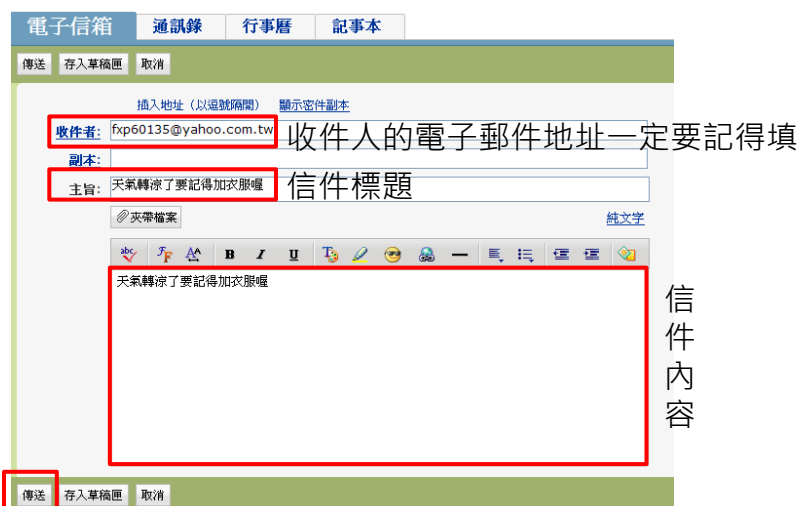 電子信箱 通訊錄 行事曆 記事本
傳送 存入草稿匣 取消
插入地址（以逗號隔開） 顯示密件副本
收件者: fxp60135@yahoo.com.tw 收件人的電子郵件地址一定要記得填
副本:
主旨: 天氣轉涼了要記得加衣服喔 信件標題
夾帶檔案 純文字
abc F F A A B I U T
天氣轉涼了要記得加衣服喔
信
件
內
容
傳送 存入草稿匣 取消